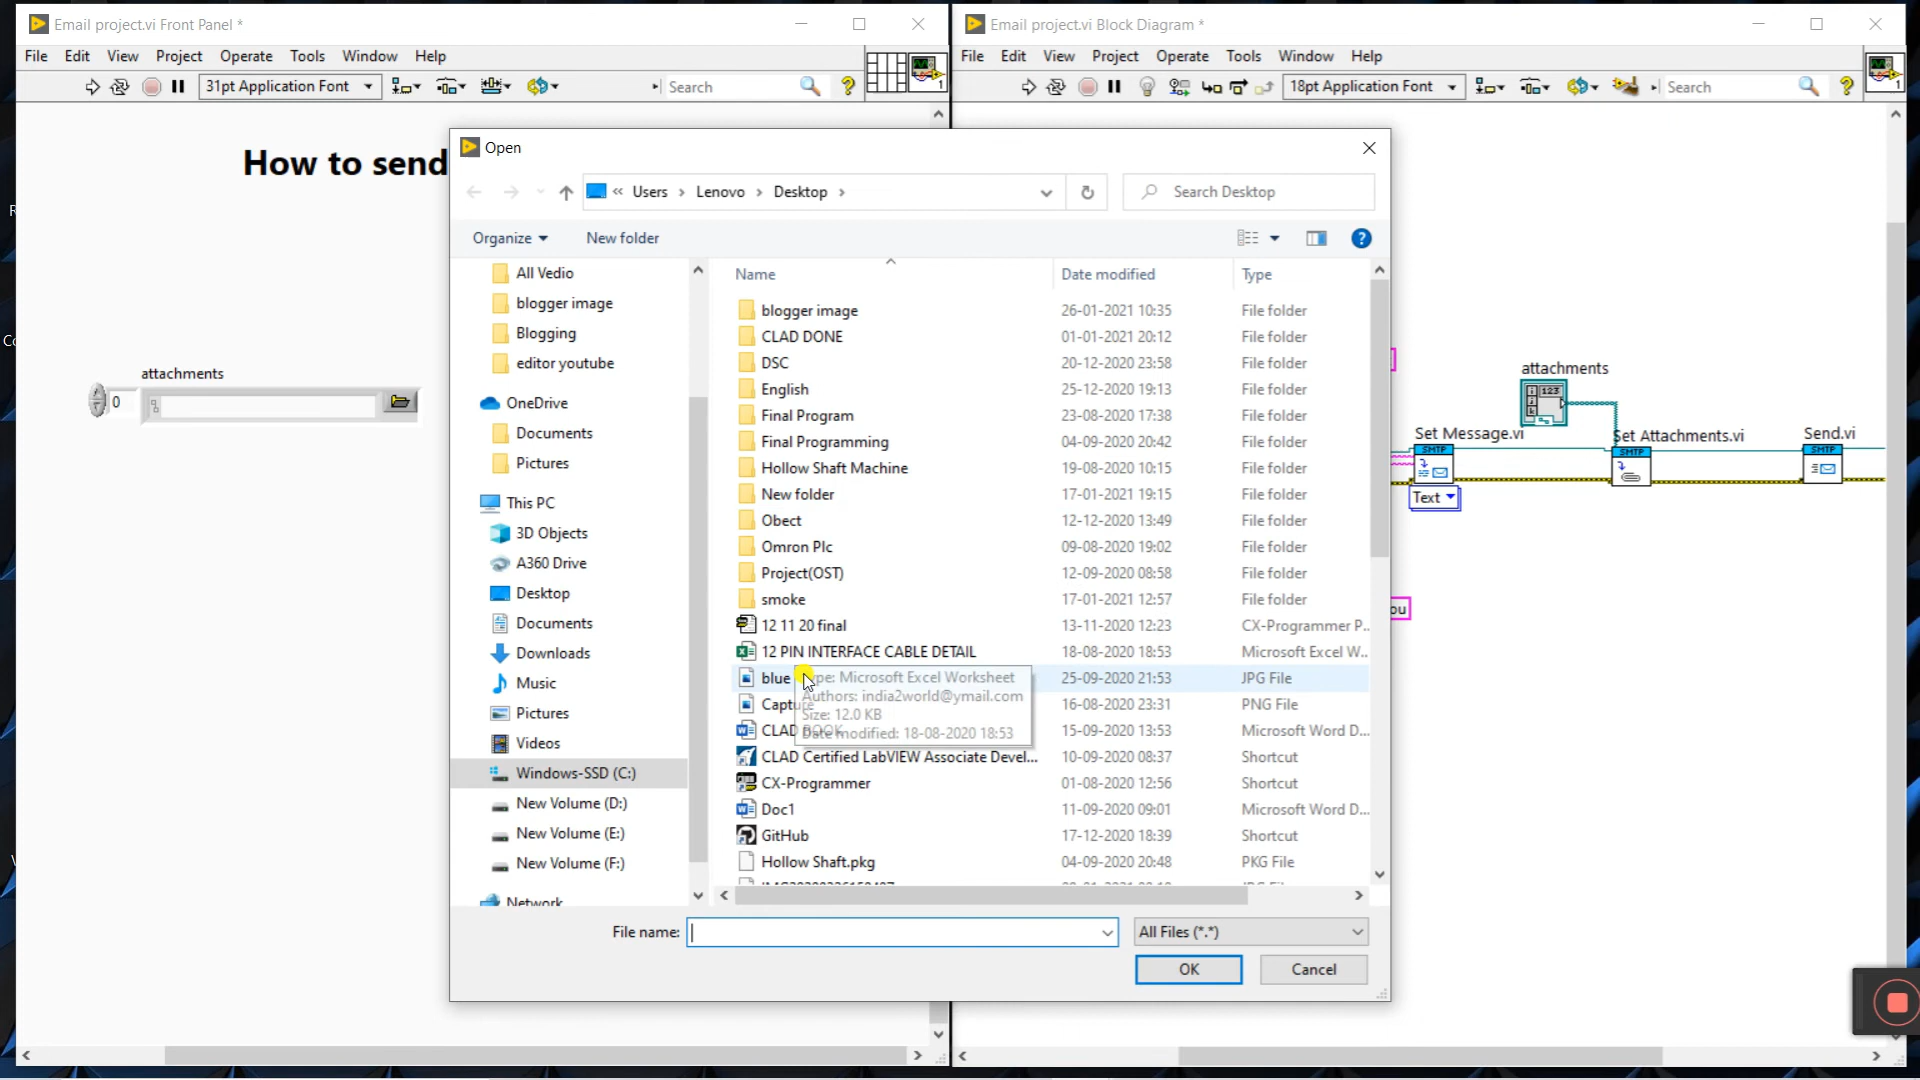 Email project.vi Front Panel *
File Edit View Project Operate Tools Window Help
31pt Application Font
Search
1
How to send
attachments
0
Email project.vi Block Diagram *
File Edit View Project Operate Tools Window Help
18pt Application Font
Search
1
attachments
123
Set Message.vi
Set Attachments.vi
Send.vi
SMTP
SMTP
SMTP
Text
ou
Open
« Users › Lenovo › Desktop ›
Search Desktop
Organize
New folder
All Vedio
blogger image
Blogging
editor youtube
OneDrive
Documents
Pictures
This PC
3D Objects
A360 Drive
Desktop
Documents
Downloads
Music
Pictures
Videos
Windows-SSD (C:)
New Volume (D:)
New Volume (E:)
New Volume (F:)
Network
Name Date modified Type
blogger image 26-01-2021 10:35 File folder
CLAD DONE 01-01-2021 20:12 File folder
DSC 20-12-2020 23:58 File folder
English 25-12-2020 19:13 File folder
Final Program 23-08-2020 17:38 File folder
Final Programming 04-09-2020 20:42 File folder
Hollow Shaft Machine 19-08-2020 10:15 File folder
New folder 17-01-2021 19:15 File folder
Obect 12-12-2020 13:49 File folder
Omron Plc 09-08-2020 19:02 File folder
Project(OST) 12-09-2020 08:58 File folder
smoke 17-01-2021 12:57 File folder
12 11 20 final 13-11-2020 12:23 CX-Programmer P...
12 PIN INTERFACE CABLE DETAIL 18-08-2020 18:53 Microsoft Excel W...
blue 25-09-2020 21:53 JPG File
Capture 16-08-2020 23:31 PNG File
CLAD BOOK 15-09-2020 13:53 Microsoft Word D...
CLAD Certified LabVIEW Associate Devel... 10-09-2020 08:37 Shortcut
CX-Programmer 01-08-2020 12:56 Shortcut
Doc1 11-09-2020 09:01 Microsoft Word D...
GitHub 17-12-2020 18:39 Shortcut
Hollow Shaft.pkg 04-09-2020 20:48 PKG File
Type: Microsoft Excel Worksheet
Authors: india2world@ymail.com
Size: 12.0 KB
Date modified: 18-08-2020 18:53
File name:
All Files (*.*)
OK
Cancel